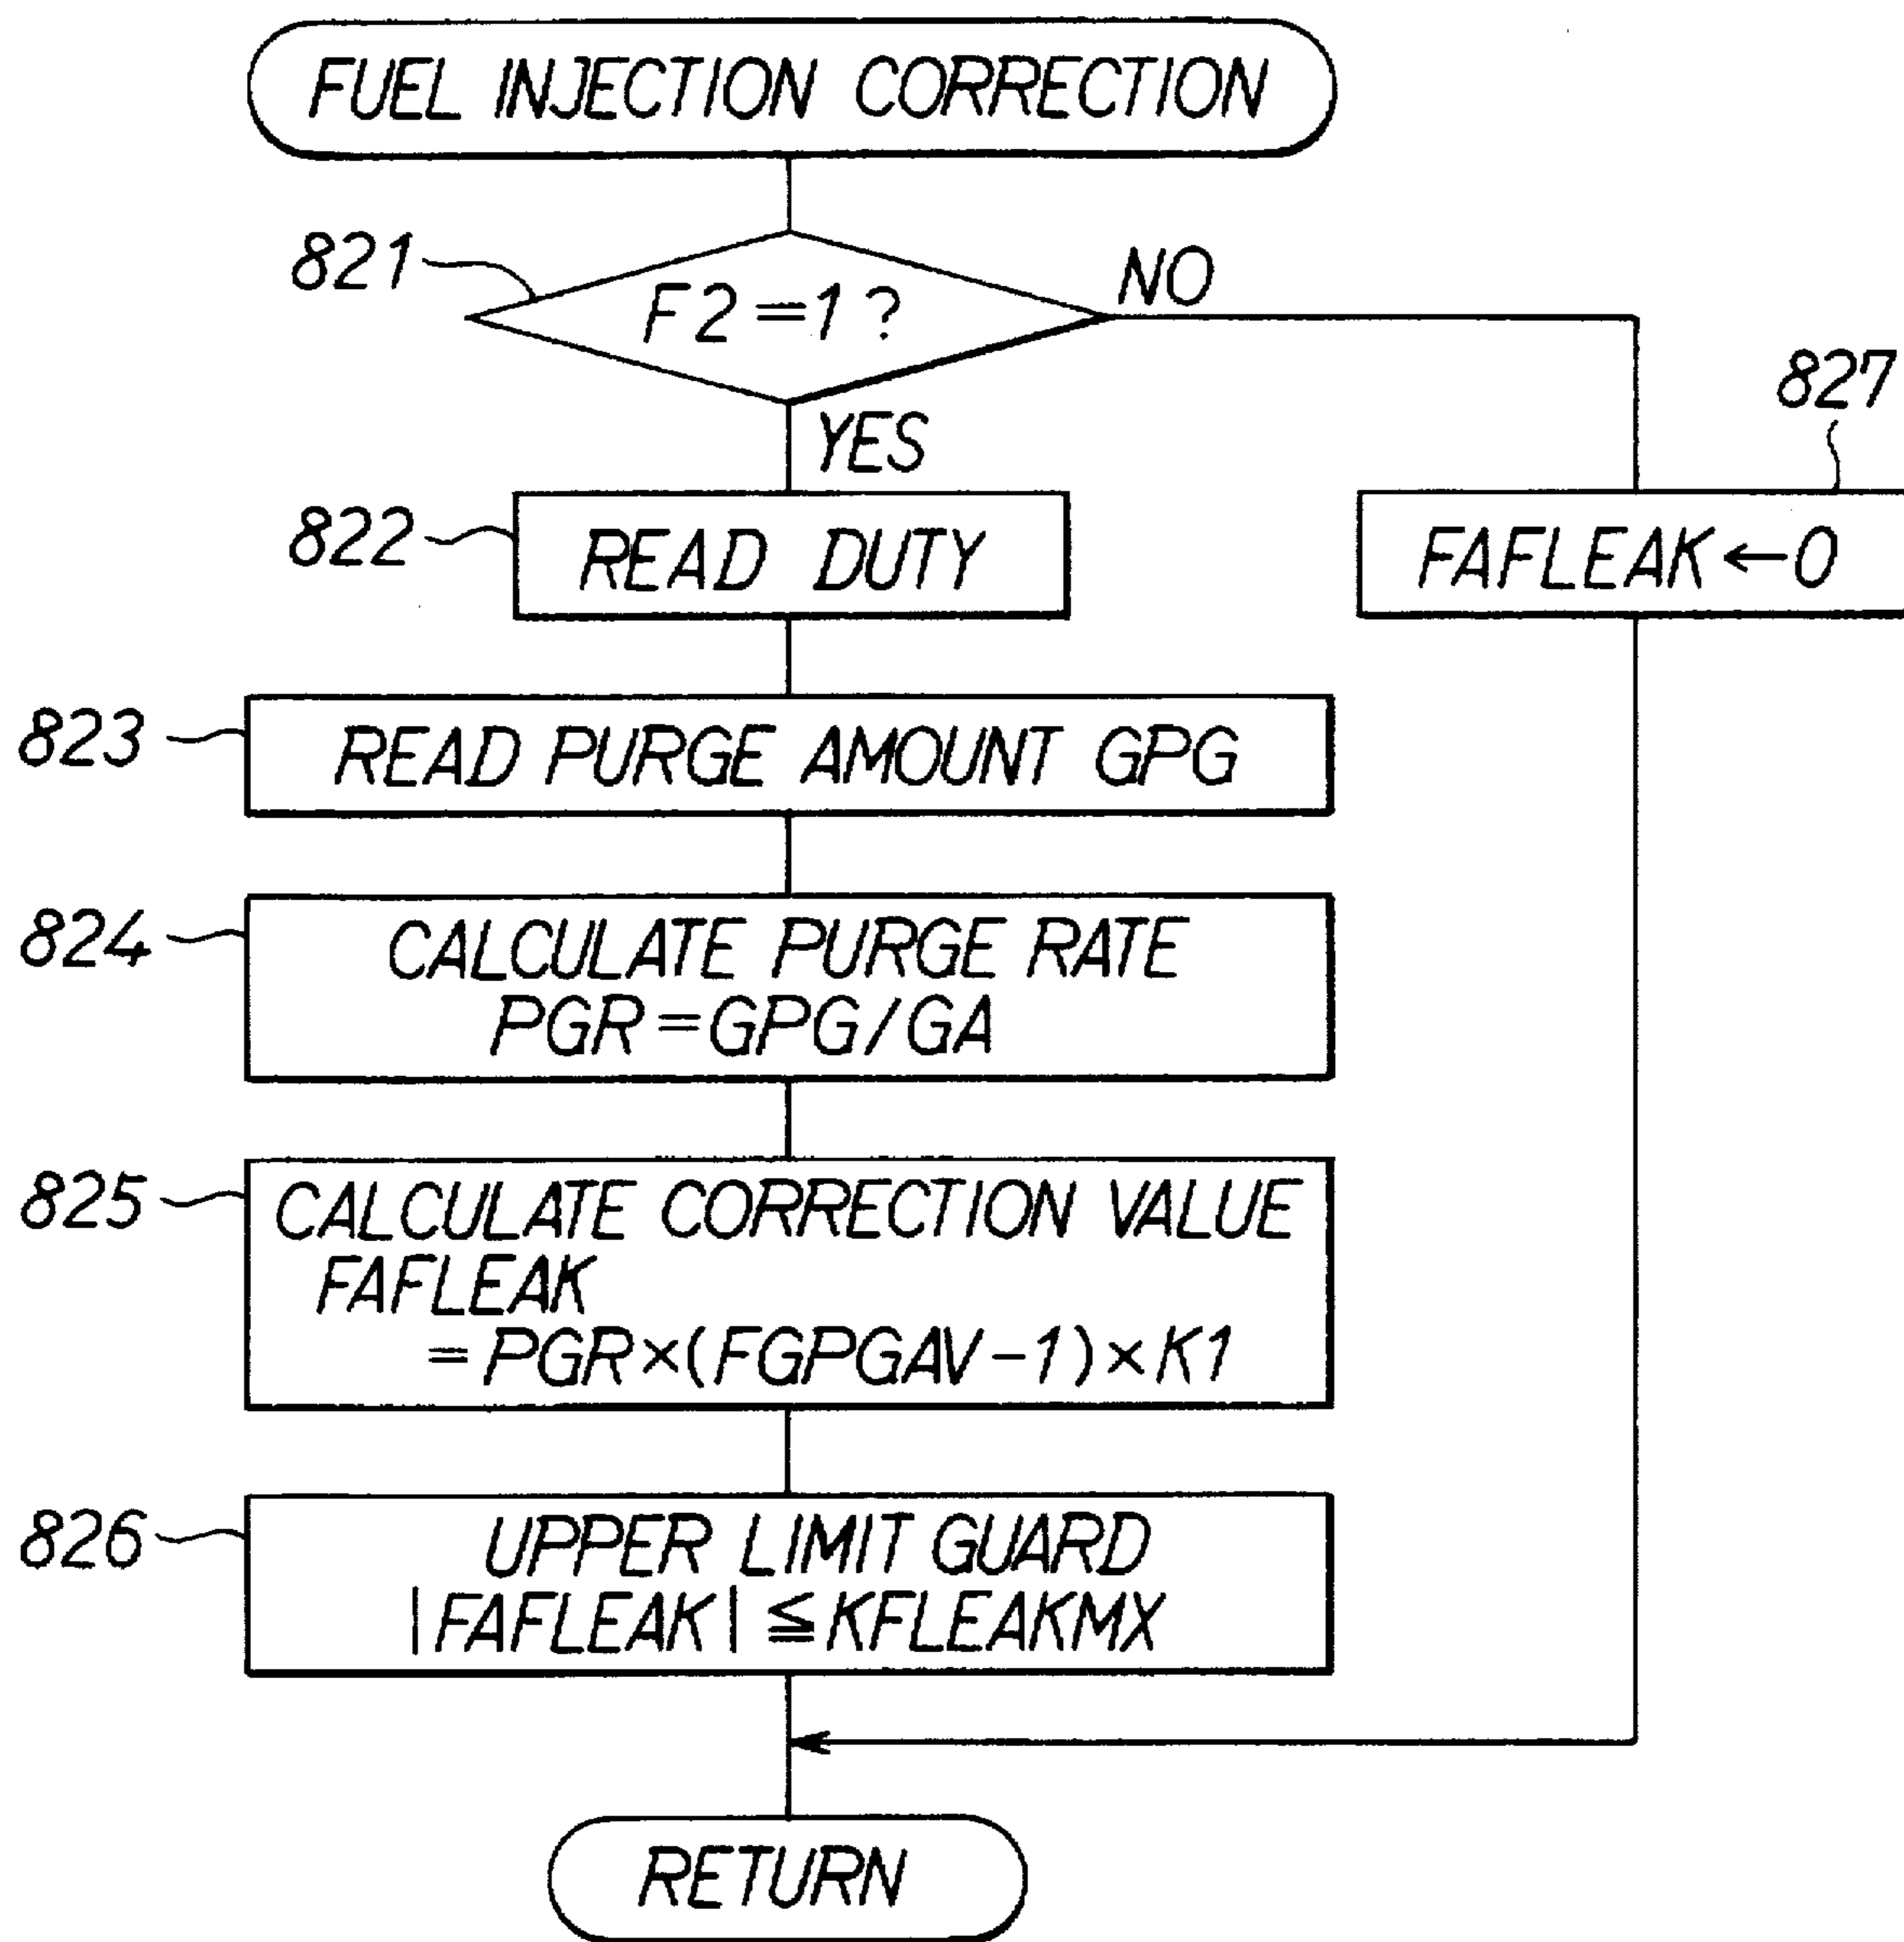 FUEL INJECTION CORRECTION
821
F2=1?
NO
YES
827
822
READ DUTY
FAFLEAK←0
823
READ PURGE AMOUNT GPG
824
CALCULATE PURGE RATE
PGR=GPG/GA
825
CALCULATE CORRECTION VALUE
FAFLEAK
=PGR×(FGPGAV-1)×K1
826
UPPER LIMIT GUARD
|FAFLEAK|≦KFLEAKMX
RETURN